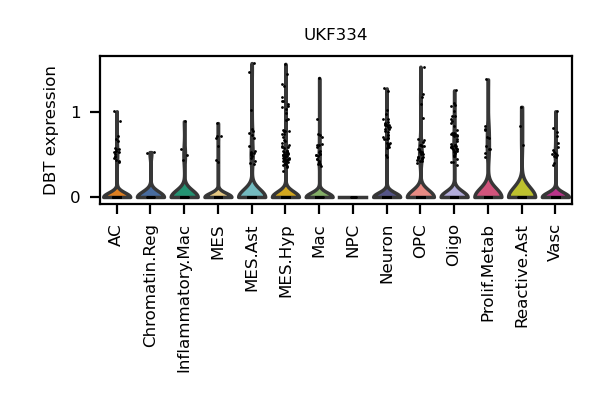 UKF334
DBT expression
1
0
AC
Chromatin.Reg
Inflammatory.Mac
MES
MES.Ast
MES.Hyp
Mac
NPC
Neuron
OPC
Oligo
Prolif.Metab
Reactive.Ast
Vasc